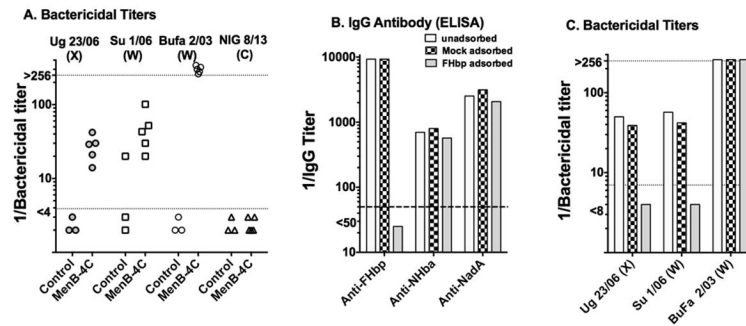 A. Bactericidal Titers
Ug 23/06 Su 1/06 Bufa 2/03 NIG 8/13
(X) (W) (W) (C)
1/Bactericidal titer
>256
100
10
<4
Control
MenB-4C
Control
MenB-4C
Control
MenB-4C
Control
MenB-4C
B. IgG Antibody (ELISA)
unadsorbed
Mock adsorbed
FHbp adsorbed
1/IgG Titer
10000
1000
100
<50
10
Anti-FHbp
Anti-NHba
Anti-NadA
C. Bactericidal Titers
1/Bactericidal titer
>256
100
10
<8
Ug 23/06 (X)
Su 1/06 (W)
BuFa 2/03 (W)